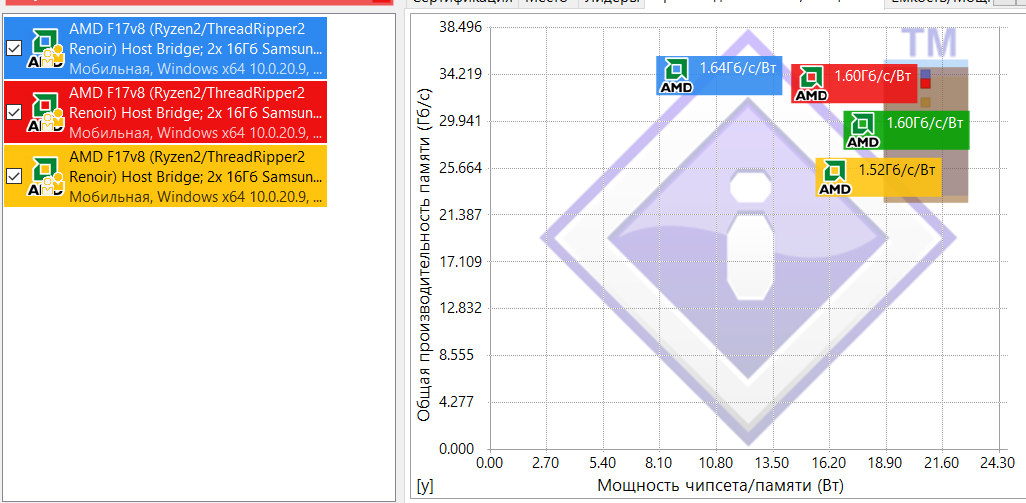 AMD F17v8 (Ryzen2/ThreadRipper2
Renoir) Host Bridge; 2x 16Гб Samsun...
Мобильная, Windows x64 10.0.20.9, ...
AMD
AMD F17v8 (Ryzen2/ThreadRipper2
Renoir) Host Bridge; 2x 16Гб Samsun...
Мобильная, Windows x64 10.0.20.9, ...
AMD
AMD F17v8 (Ryzen2/ThreadRipper2
Renoir) Host Bridge; 2x 16Гб Samsun...
Мобильная, Windows x64 10.0.20.9, ...
AMD
Сертификация Место Лидеры
Общая производительность памяти (Гб/с)
38.496
34.219
29.941
25.664
21.387
17.109
12.832
8.555
4.277
0.000
TM
1.64Гб/с/Вт
AMD
1.60Гб/с/Вт
AMD
1.60Гб/с/Вт
AMD
1.52Гб/с/Вт
AMD
0.00 2.70 5.40 8.10 10.80 13.50 16.20 18.90 21.60 24.30
[y] Мощность чипсета/памяти (Вт)